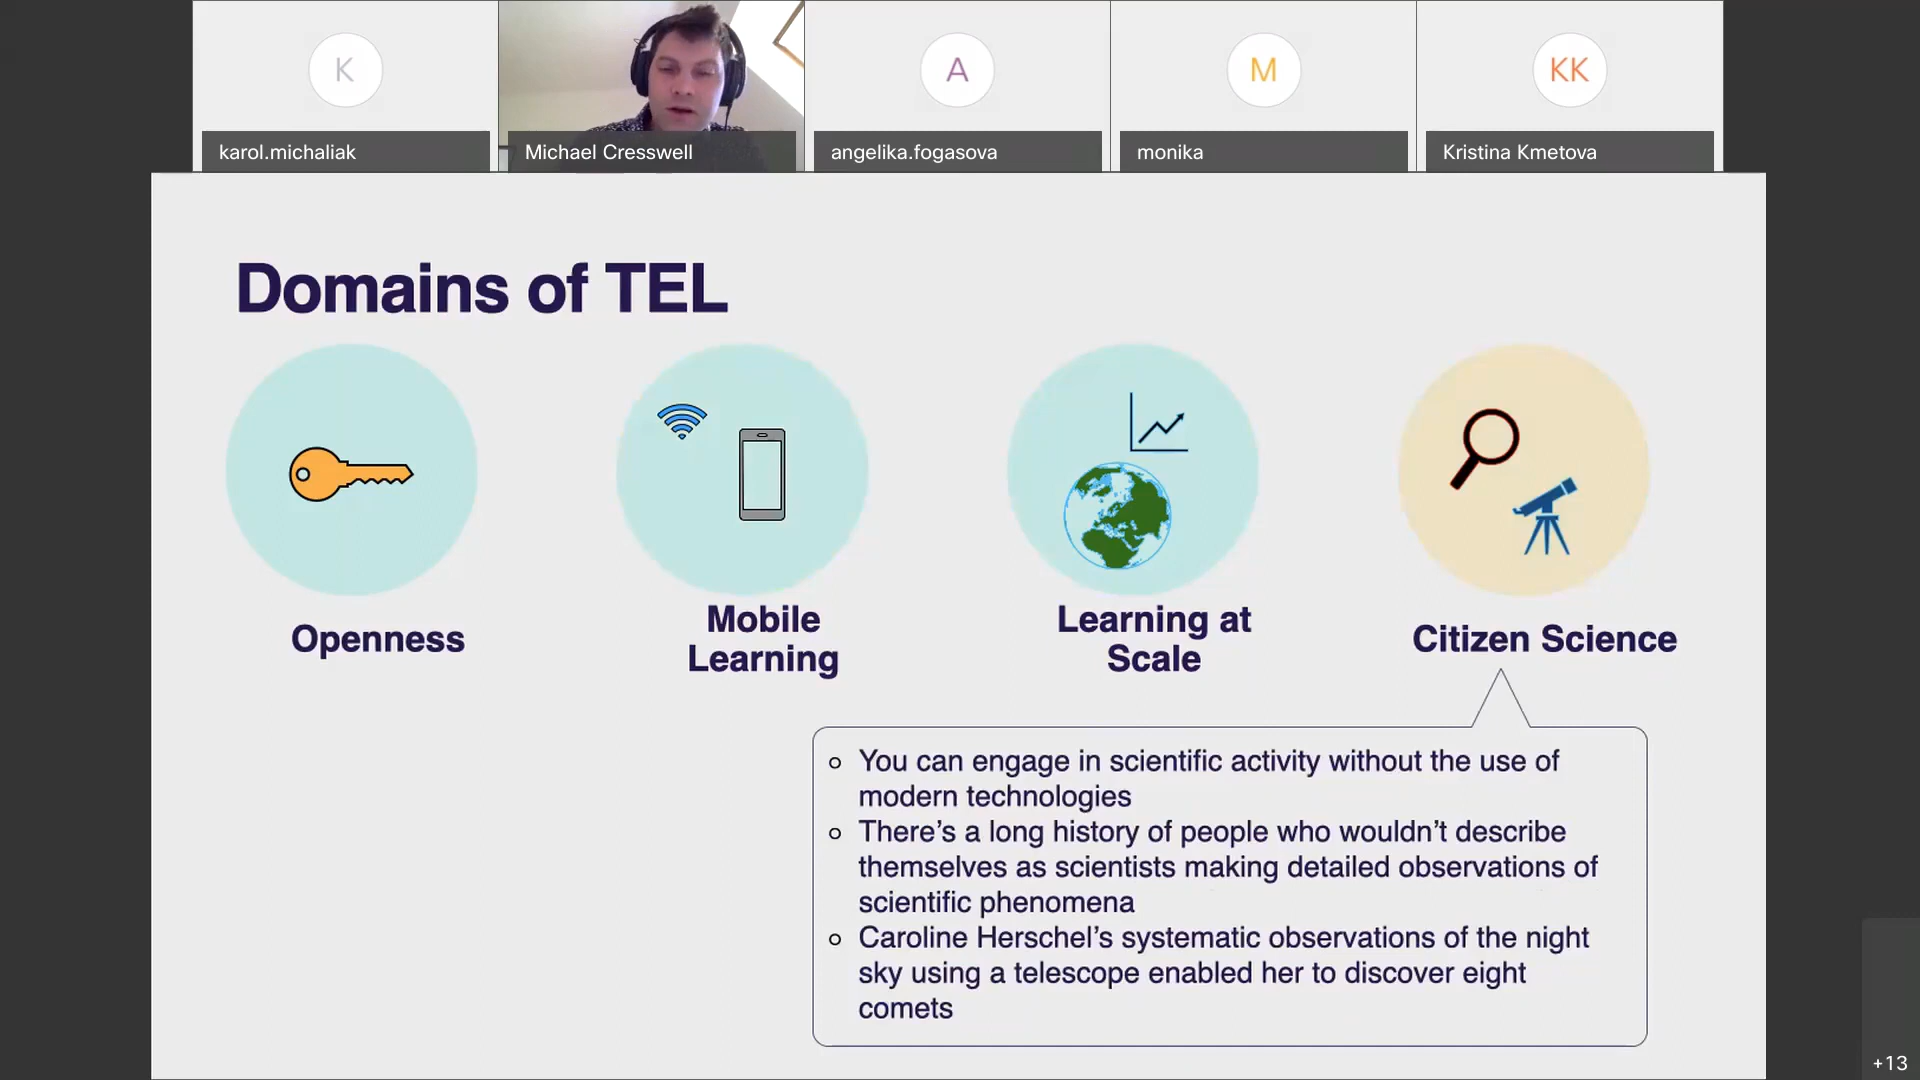 K
karol.michaliak
Michael Cresswell
A
angelika.fogasova
M
monika
KK
Kristina Kmetova
Domains of TEL
Openness
Mobile
Learning
Learning at
Scale
Citizen Science
You can engage in scientific activity without the use of
modern technologies
There’s a long history of people who wouldn’t describe
themselves as scientists making detailed observations of
scientific phenomena
Caroline Herschel’s systematic observations of the night
sky using a telescope enabled her to discover eight
comets
+13